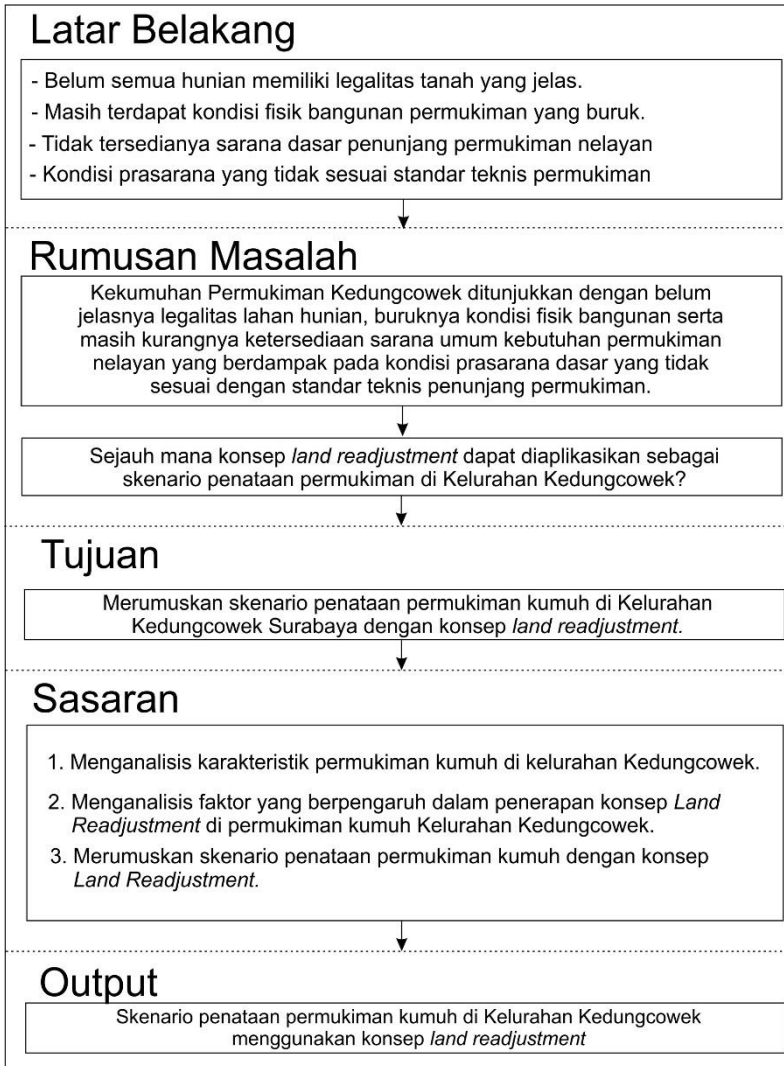 Latar Belakang
- Belum semua hunian memiliki legalitas tanah yang jelas.
- Masih terdapat kondisi fisik bangunan permukiman yang buruk.
- Tidak tersedianya sarana dasar penunjang permukiman nelayan
- Kondisi prasarana yang tidak sesuai standar teknis permukiman
Rumusan Masalah
Kekumuhan Permukiman Kedungcowek ditunjukkan dengan belum
jelasnya legalitas lahan hunian, buruknya kondisi fisik bangunan serta
masih kurangnya ketersediaan sarana umum kebutuhan permukiman
nelayan yang berdampak pada kondisi prasarana dasar yang tidak
sesuai dengan standar teknis penunjang permukiman.
Sejauh mana konsep land readjustment dapat diaplikasikan sebagai
skenario penataan permukiman di Kelurahan Kedungcowek?
Tujuan
Merumuskan skenario penataan permukiman kumuh di Kelurahan
Kedungcowek Surabaya dengan konsep land readjustment.
Sasaran
1. Menganalisis karakteristik permukiman kumuh di kelurahan Kedungcowek.
2. Menganalisis faktor yang berpengaruh dalam penerapan konsep Land
Readjustment di permukiman kumuh Kelurahan Kedungcowek.
3. Merumuskan skenario penataan permukiman kumuh dengan konsep
Land Readjustment.
Output
Skenario penataan permukiman kumuh di Kelurahan Kedungcowek
menggunakan konsep land readjustment